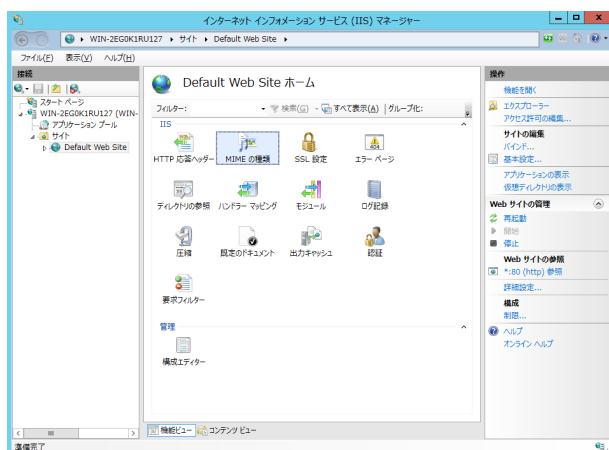 インターネット インフォメーション サービス (IIS) マネージャー
WIN-2EG0K1RU127 サイト Default Web Site
ファイル(F) 表示(V) ヘルプ(H)
接続
スタート ページ
WIN-2EG0K1RU127 (WIN-
アプリケーション プール
サイト
Default Web Site
Default Web Site ホーム
フィルター: 検索(G) すべて表示(A) グループ化:
IIS
HTTP 応答ヘッダー MIME の種類 SSL 設定 エラー ページ
ディレクトリの参照 ハンドラー マッピング モジュール ログ記録
圧縮 既定のドキュメント 出力キャッシュ 認証
要求フィルター
管理
構成エディター
機能ビュー コンテンツ ビュー
操作
機能を開く
エクスプローラー
アクセス許可の編集...
サイトの編集
バインド...
基本設定...
アプリケーションの表示
仮想ディレクトリの表示
Web サイトの管理
再起動
開始
停止
Web サイトの参照
*:80 (http) 参照
詳細設定...
構成
制限...
ヘルプ
オンライン ヘルプ
準備完了